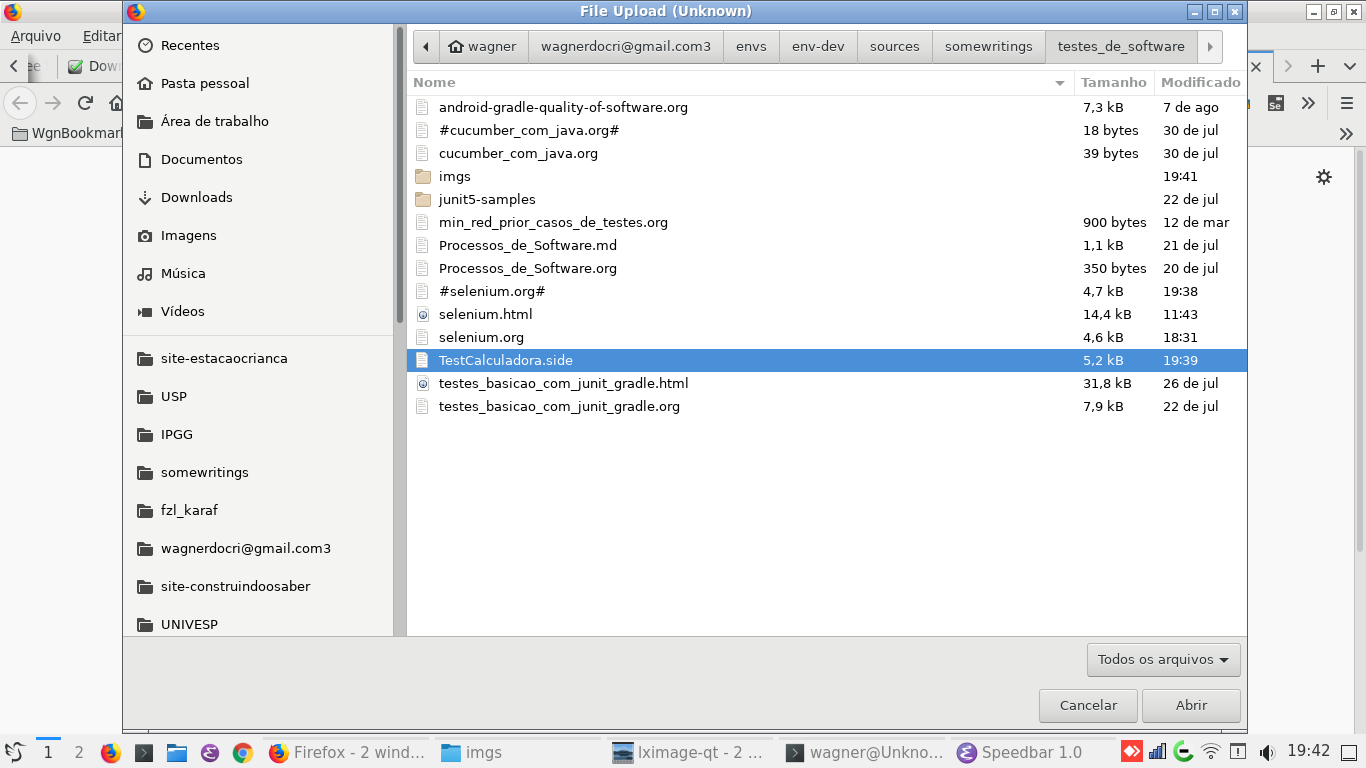 File Upload (Unknown)
Arquivo Editar
Dow
WgnBookmar
Se
Recentes
Pasta pessoal
Área de trabalho
Documentos
Downloads
Imagens
Música
Vídeos
site-estacaocrianca
USP
IPGG
somewritings
fzl_karaf
wagnerdocri@gmail.com3
site-construindoosaber
UNIVESP
wagner wagnerdocri@gmail.com3 envs env-dev sources somewritings testes_de_software
Nome Tamanho Modificado
android-gradle-quality-of-software.org 7,3 kB 7 de ago
#cucumber_com_java.org# 18 bytes 30 de jul
cucumber_com_java.org 39 bytes 30 de jul
imgs 19:41
junit5-samples 22 de jul
min_red_prior_casos_de_testes.org 900 bytes 12 de mar
Processos_de_Software.md 1,1 kB 21 de jul
Processos_de_Software.org 350 bytes 20 de jul
#selenium.org# 4,7 kB 19:38
selenium.html 14,4 kB 11:43
selenium.org 4,6 kB 18:31
TestCalculadora.side 5,2 kB 19:39
testes_basicao_com_junit_gradle.html 31,8 kB 26 de jul
testes_basicao_com_junit_gradle.org 7,9 kB 22 de jul
Todos os arquivos
Cancelar Abrir
1 2 Firefox - 2 wind... imgs lximage-qt - 2 ... wagner@Unkno... Speedbar 1.0 19:42